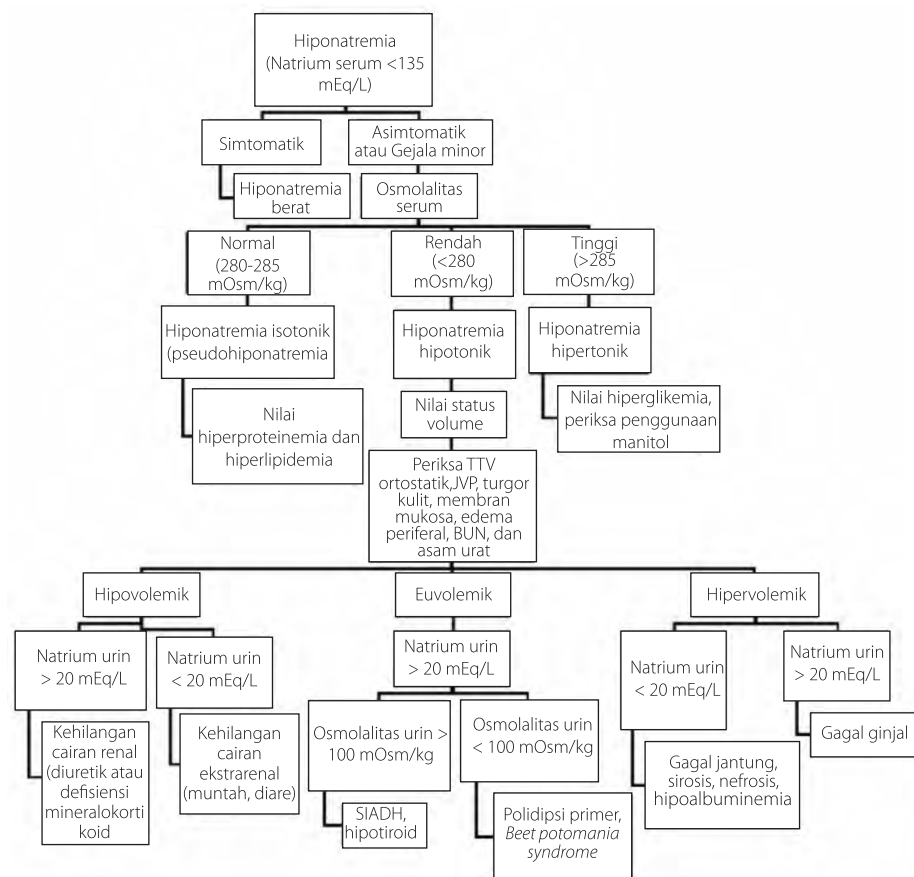 Hiponatremia
(Natrium serum <135
mEq/L)
Simtomatik
Asimtomatik
atau Gejala minor
Hiponatremia
berat
Osmolalitas
serum
Normal
(280-285
mOsm/kg)
Rendah
(<280
mOsm/kg)
Tinggi
(>285
mOsm/kg)
Hiponatremia isotonik
(pseudohiponatremia
Hiponatremia
hipotonik
Hiponatremia
hipertonik
Nilai
hiperproteinemia dan
hiperlipidemia
Nilai status
volume
Nilai hiperglikemia,
periksa penggunaan
manitol
Periksa TTV
ortostatik,JVP, turgor
kulit, membran
mukosa, edema
periferal, BUN, dan
asam urat
Hipovolemik
Euvolemik
Hipervolemik
Natrium urin
> 20 mEq/L
Natrium urin
< 20 mEq/L
Natrium urin
> 20 mEq/L
Natrium urin
< 20 mEq/L
Natrium urin
> 20 mEq/L
Kehilangan
cairan renal
(diuretik atau
defisiensi
mineralokorti
koid
Kehilangan
cairan
ekstrarenal
(muntah, diare)
Osmolalitas urin >
100 mOsm/kg
Osmolalitas urin
< 100 mOsm/kg
Gagal jantung,
sirosis, nefrosis,
hipoalbuminemia
Gagal ginjal
SIADH,
hipotiroid
Polidipsi primer,
Beet potomania
syndrome